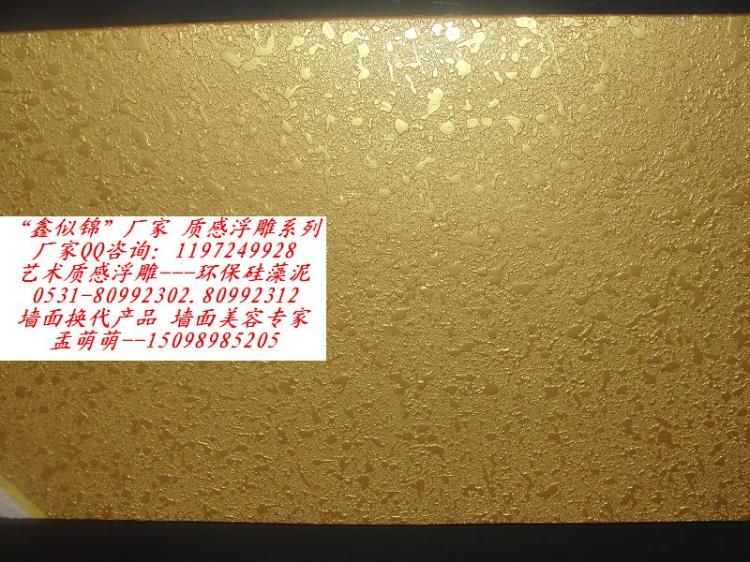 “鑫似锦”厂家 质感浮雕系列
厂家QQ咨询: 1197249928
艺术质感浮雕---环保硅藻泥
0531-80992302.80992312
墙面换代产品 墙面美容专家
孟萌萌--15098985205